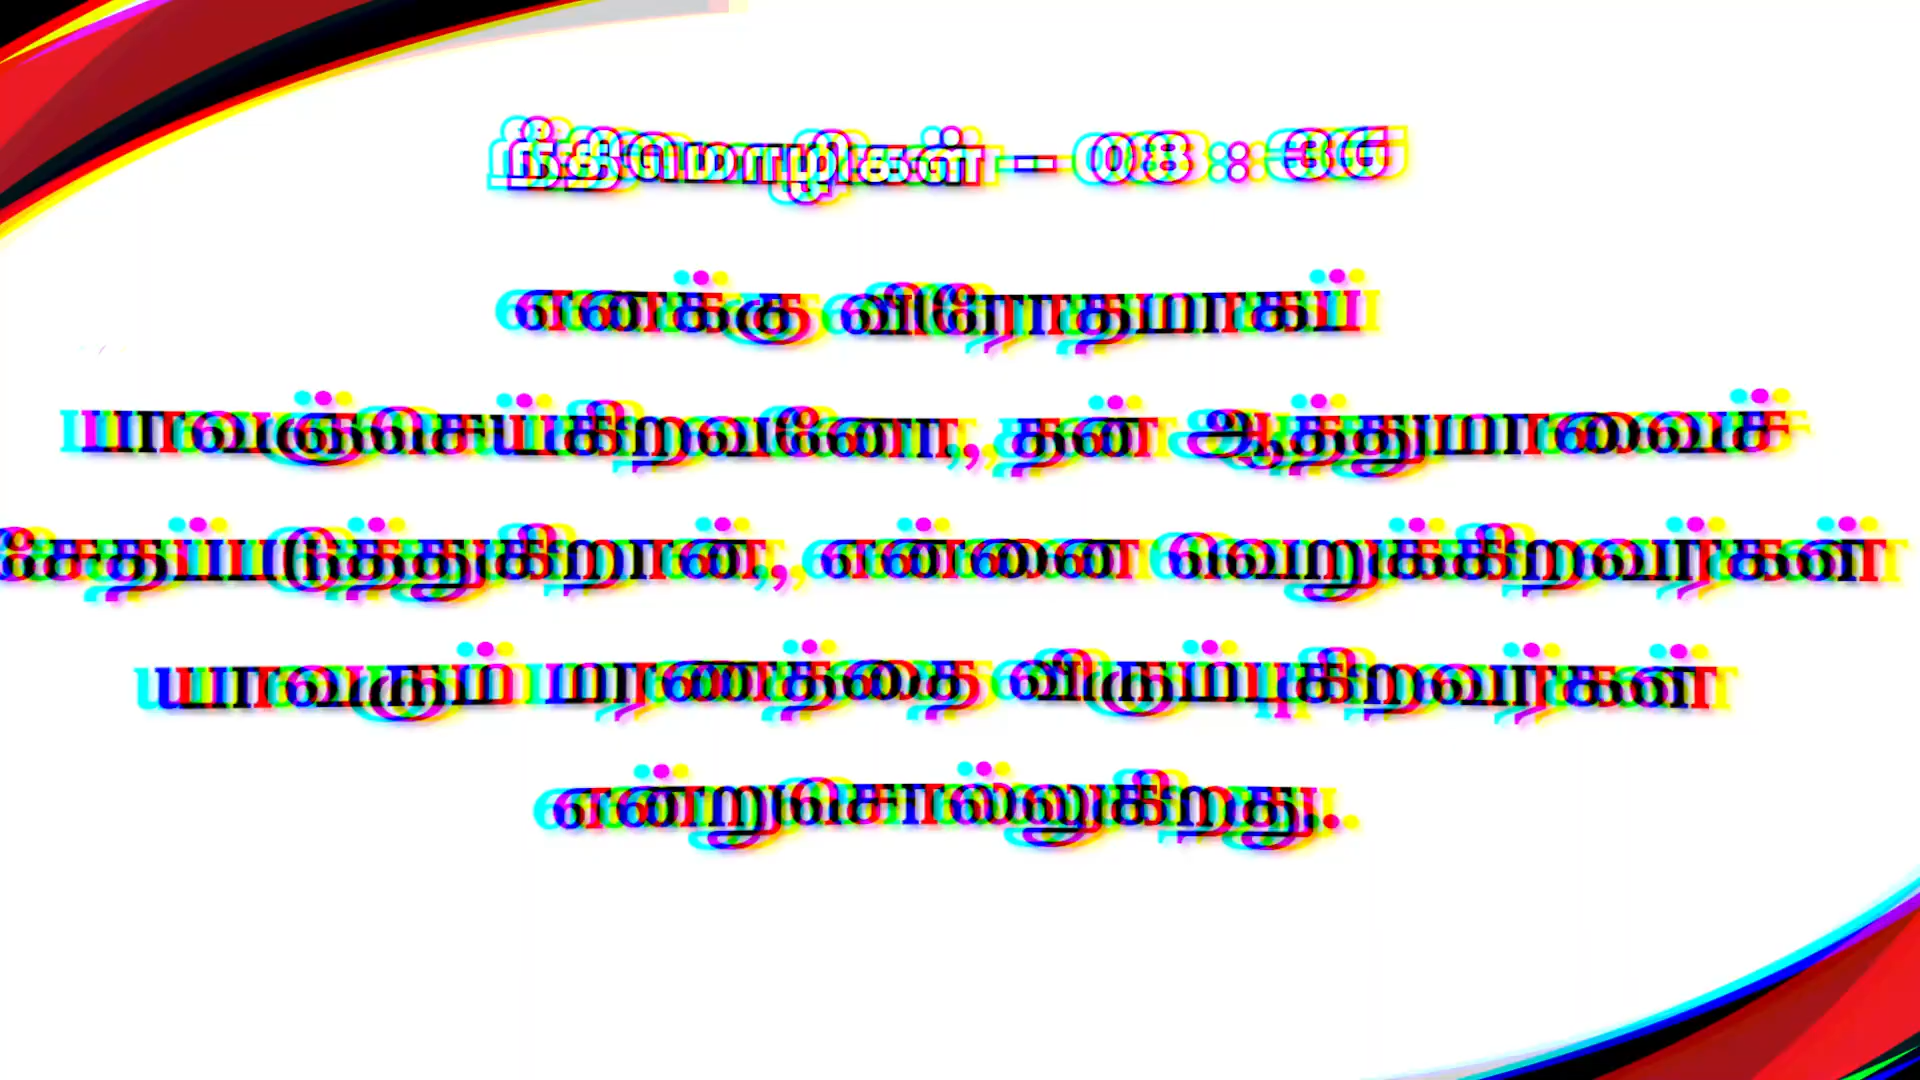 நீதிமொழிகள் - 08 : 36
எனக்கு விரோதமாகப்
பாவஞ்செய்கிறவனோ, தன் ஆத்துமாவைச்
சேதப்படுத்துகிறான், என்னை வெறுக்கிறவர்கள்
யாவரும் மரணத்தை விரும்புகிறவர்கள்
என்றுசொல்லுகிறது.